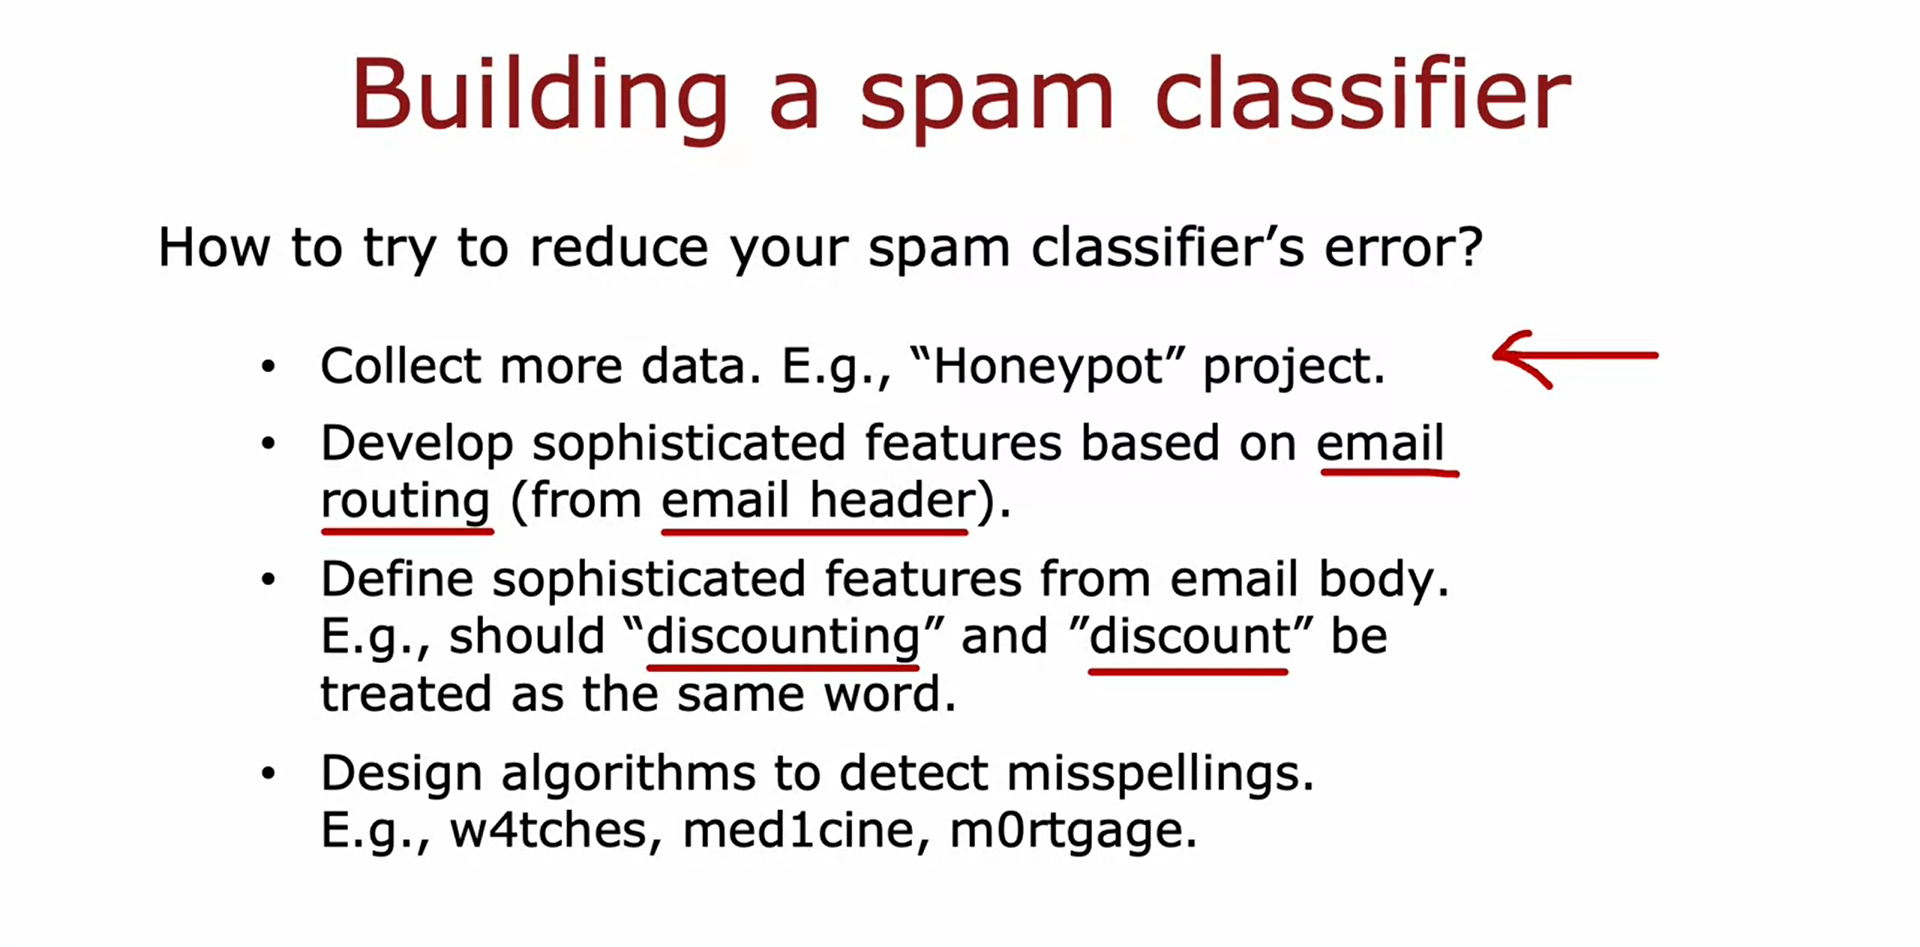 Building a spam classifier
How to try to reduce your spam classifier’s error?
• Collect more data. E.g., “Honeypot” project.
• Develop sophisticated features based on email
routing (from email header).
• Define sophisticated features from email body.
E.g., should “discounting” and ”discount” be
treated as the same word.
• Design algorithms to detect misspellings.
E.g., w4tches, med1cine, m0rtgage.